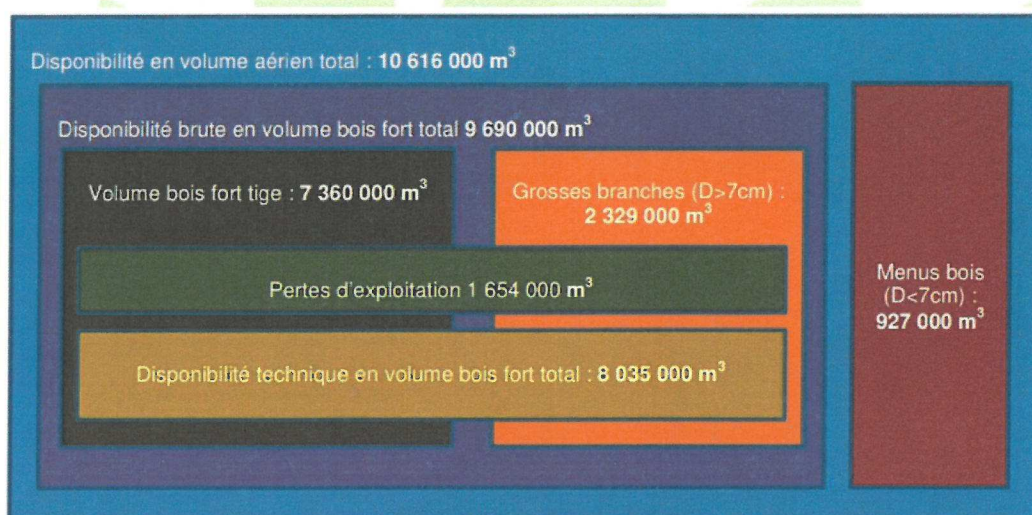 Disponibilité en volume aérien total : 10 616 000 m³
Disponibilité brute en volume bois fort total 9 690 000 m³
Volume bois fort tige : 7 360 000 m³
Grosses branches (D>7cm) :
2 329 000 m³
Pertes d'exploitation 1 654 000 m³
Disponibilité technique en volume bois fort total : 8 035 000 m³
Menus bois
(D<7cm) :
927 000 m³